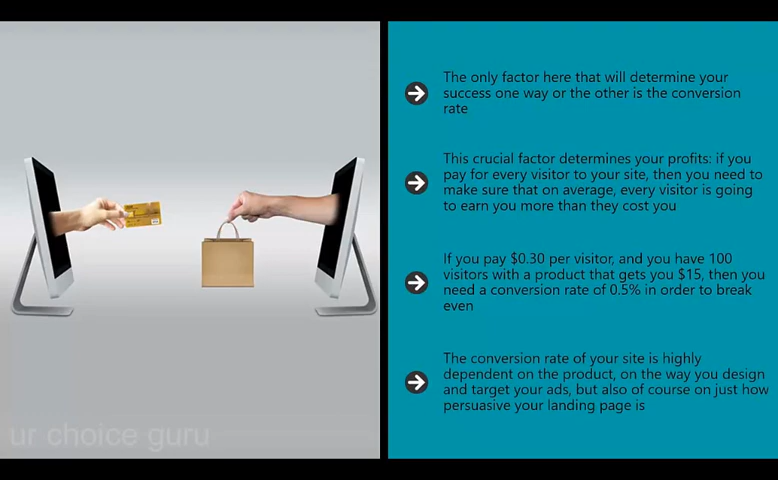 The only factor here that will determine your
success one way or the other is the conversion
rate
This crucial factor determines your profits: if you
pay for every visitor to your site, then you need to
make sure that on average, every visitor is going
to earn you more than they cost you
If you pay $0.30 per visitor, and you have 100
visitors with a product that gets you $15, then you
need a conversion rate of 0.5% in order to break
even
The conversion rate of your site is highly
dependent on the product, on the way you design
and target your ads, but also of course on just how
persuasive your landing page is
ur choice guru